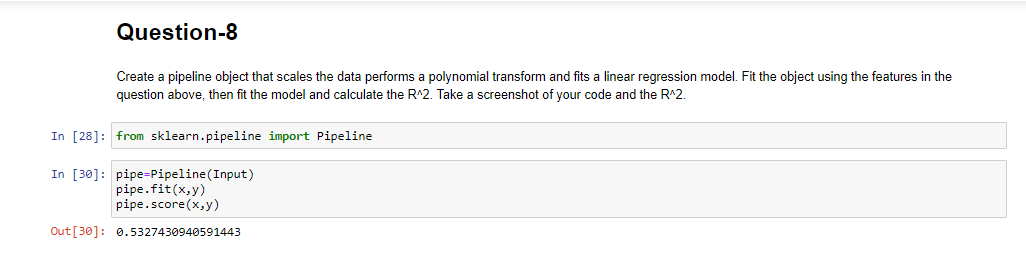 Question-8
Create a pipeline object that scales the data performs a polynomial transform and fits a linear regression model. Fit the object using the features in the
question above, then fit the model and calculate the R^2. Take a screenshot of your code and the R^2.
In [28]: from sklearn.pipeline import Pipeline
In [30]: pipe=Pipeline(Input)
pipe.fit(x,y)
pipe.score(x,y)
Out[30]: 0.5327430940591443